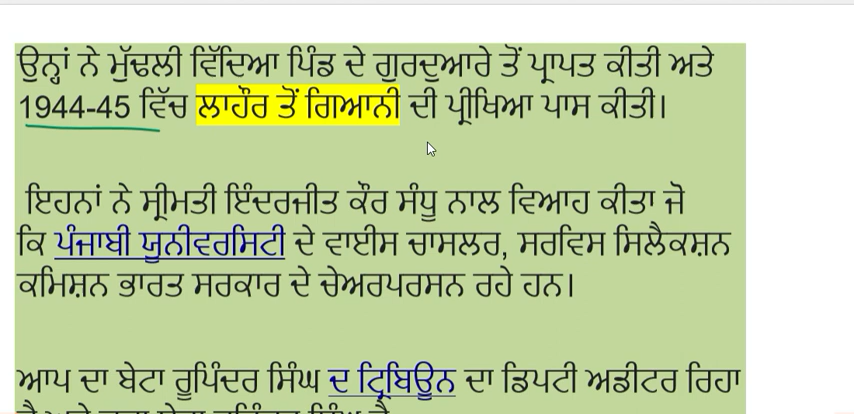 ਉਨ੍ਹਾਂ ਨੇ ਮੁੱਢਲੀ ਵਿੱਦਿਆ ਪਿੰਡ ਦੇ ਗੁਰਦੁਆਰੇ ਤੋਂ ਪ੍ਰਾਪਤ ਕੀਤੀ ਅਤੇ
1944-45 ਵਿੱਚ ਲਾਹੌਰ ਤੋਂ ਗਿਆਨੀ ਦੀ ਪ੍ਰੀਖਿਆ ਪਾਸ ਕੀਤੀ।
ਇਹਨਾਂ ਨੇ ਸ੍ਰੀਮਤੀ ਇੰਦਰਜੀਤ ਕੌਰ ਸੰਧੂ ਨਾਲ ਵਿਆਹ ਕੀਤਾ ਜੋ
ਕਿ ਪੰਜਾਬੀ ਯੂਨੀਵਰਸਿਟੀ ਦੇ ਵਾਈਸ ਚਾਸਲਰ, ਸਰਵਿਸ ਸਿਲੈਕਸ਼ਨ
ਕਮਿਸ਼ਨ ਭਾਰਤ ਸਰਕਾਰ ਦੇ ਚੇਅਰਪਰਸਨ ਰਹੇ ਹਨ।
ਆਪ ਦਾ ਬੇਟਾ ਰੂਪਿੰਦਰ ਸਿੰਘ ਦ ਟ੍ਰਿਬਿਊਨ ਦਾ ਡਿਪਟੀ ਅਡੀਟਰ ਰਿਹਾ